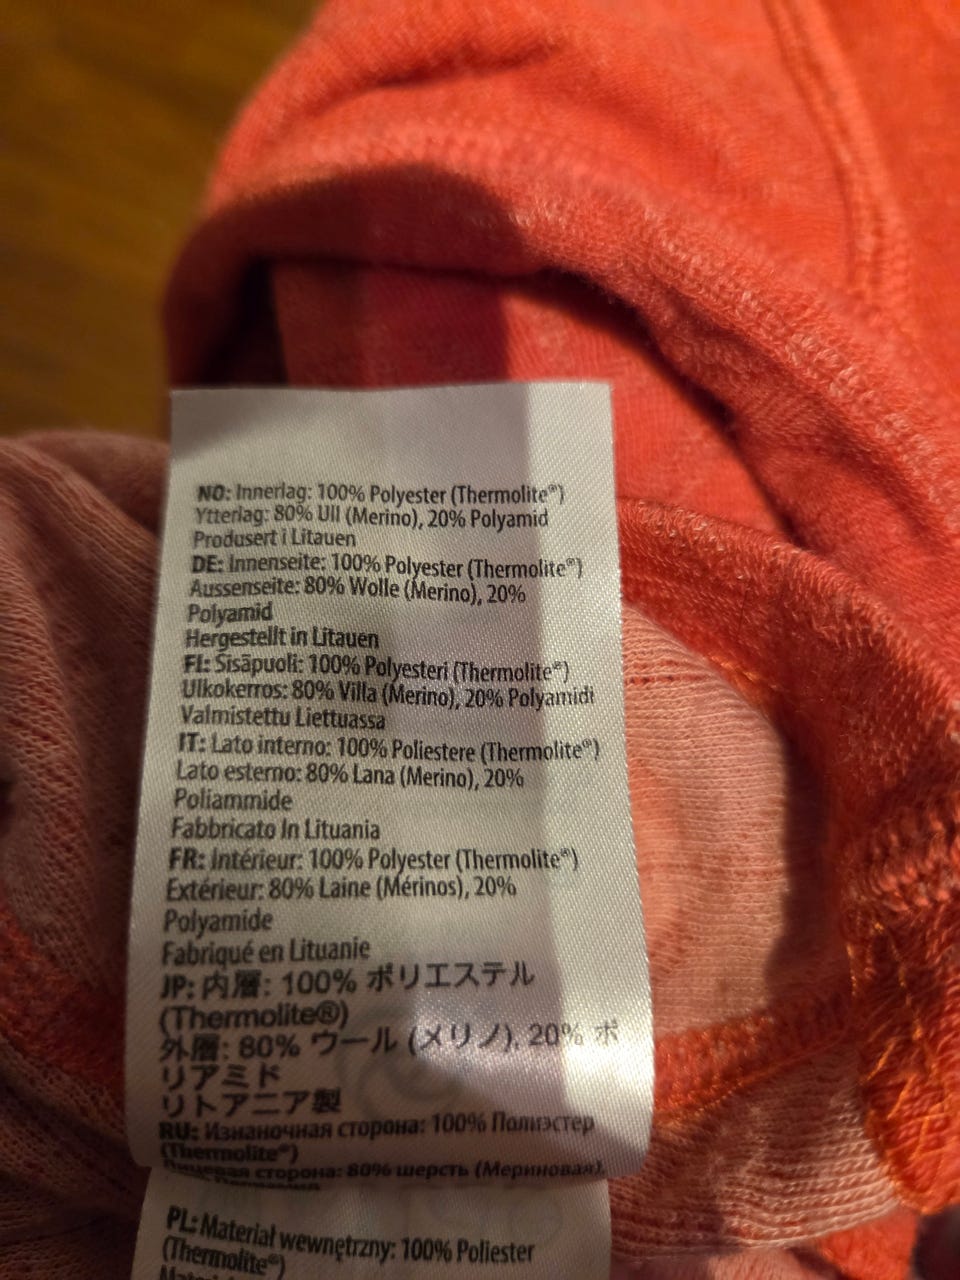 NO: Innerlag: 100% Polyester (Thermolite®)
Ytterlag: 80% Ull (Merino), 20% Polyamid
Produsert i Litauen
DE: Innenseite: 100% Polyester (Thermolite®)
Aussenseite: 80% Wolle (Merino), 20%
Polyamid
Hergestellt in Litauen
FI: Sisäpuoli: 100% Polyesteri (Thermolite®)
Ulkokerros: 80% Villa (Merino), 20% Polyamidi
Valmistettu Liettuassa
IT: Lato interno: 100% Poliestere (Thermolite®)
Lato esterno: 80% Lana (Merino), 20%
Poliammide
Fabbricato In Lituania
FR: Intérieur: 100% Polyester (Thermolite®)
Extérieur: 80% Laine (Mérinos), 20%
Polyamide
Fabriqué en Lituanie
JP: 内層: 100% ポリエステル
(Thermolite®)
外層: 80% ウール (メリノ), 20% ポ
リアミド
リトアニア製
RU: Изнаночная сторона: 100% Полиэстер
(Thermolite®)
Лицевая сторона: 80% шерсть (Мериновая),
PL: Materiał wewnętrzny: 100% Poliester
(Thermolite®)